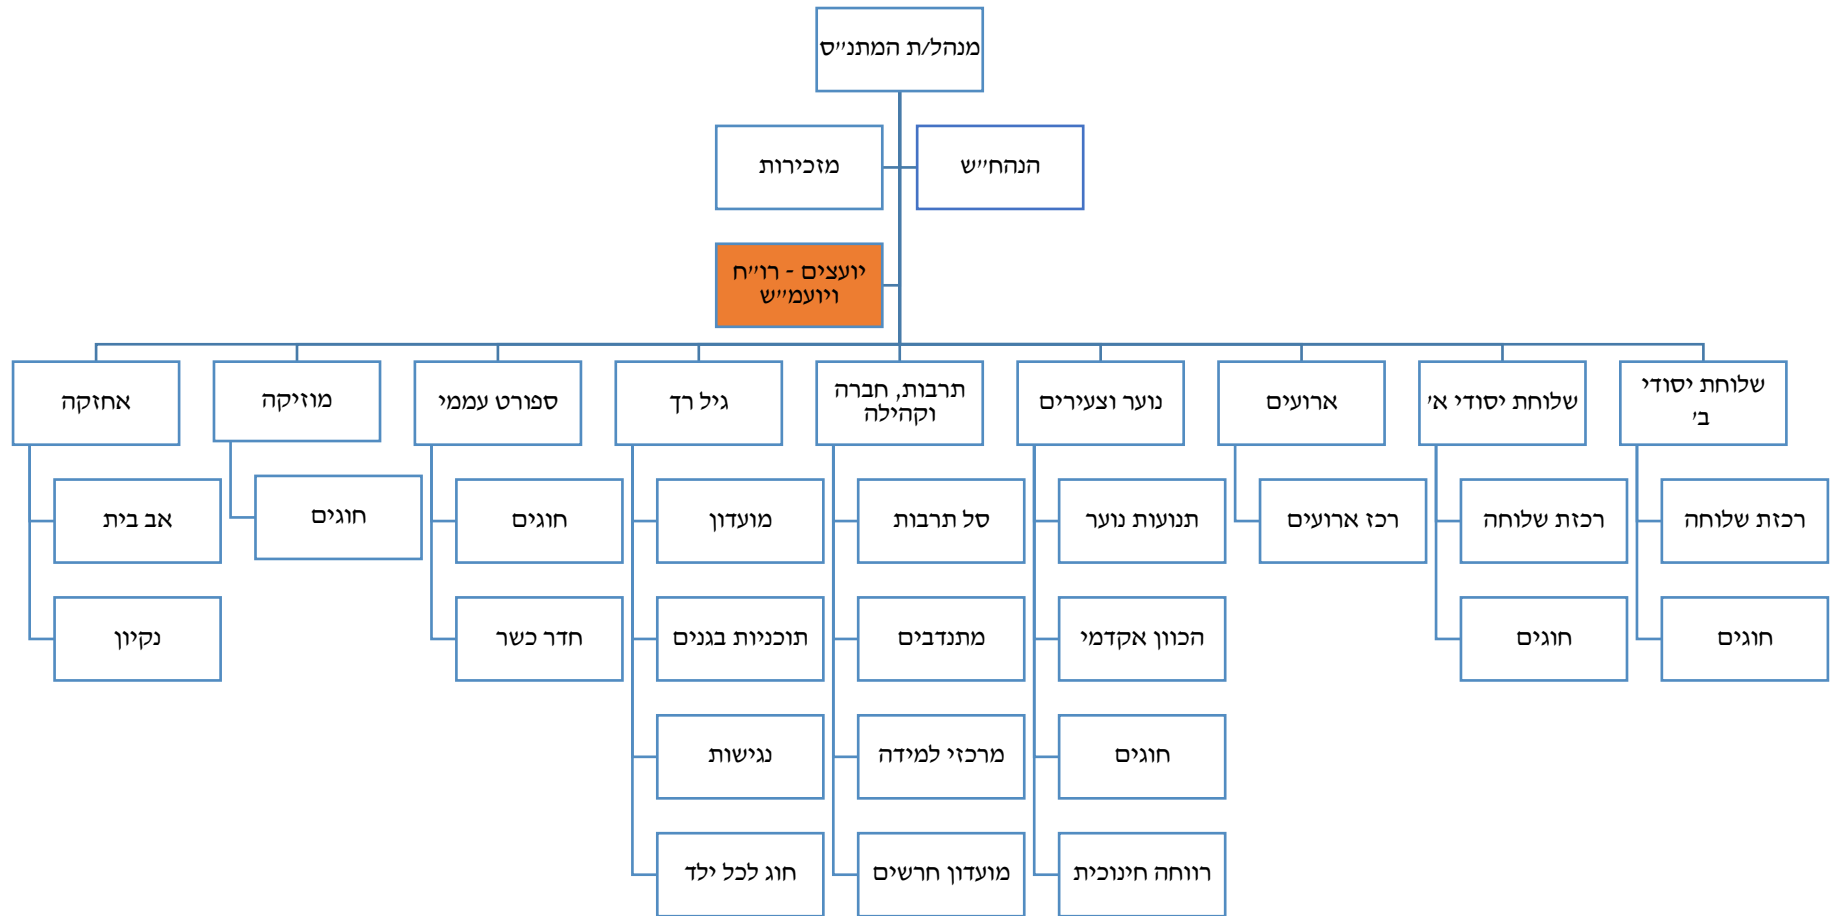 מנהל/ת המתנ״ס
הנהח״ש
מזכירות
יועצים - רו״ח
ויועמ״ש
שלוחת יסודי
ב׳
שלוחת יסודי א׳
ארועים
נוער וצעירים
תרבות, חברה
וקהילה
גיל רך
ספורט עממי
מוזיקה
אחזקה
רכזת שלוחה
חוגים
רכזת שלוחה
חוגים
רכז ארועים
תנועות נוער
הכוון אקדמי
חוגים
רווחה חינוכית
סל תרבות
מתנדבים
מרכזי למידה
מועדון חרשים
מועדון
תוכניות בגנים
נגישות
חוג לכל ילד
חוגים
חדר כשר
חוגים
אב בית
נקיון